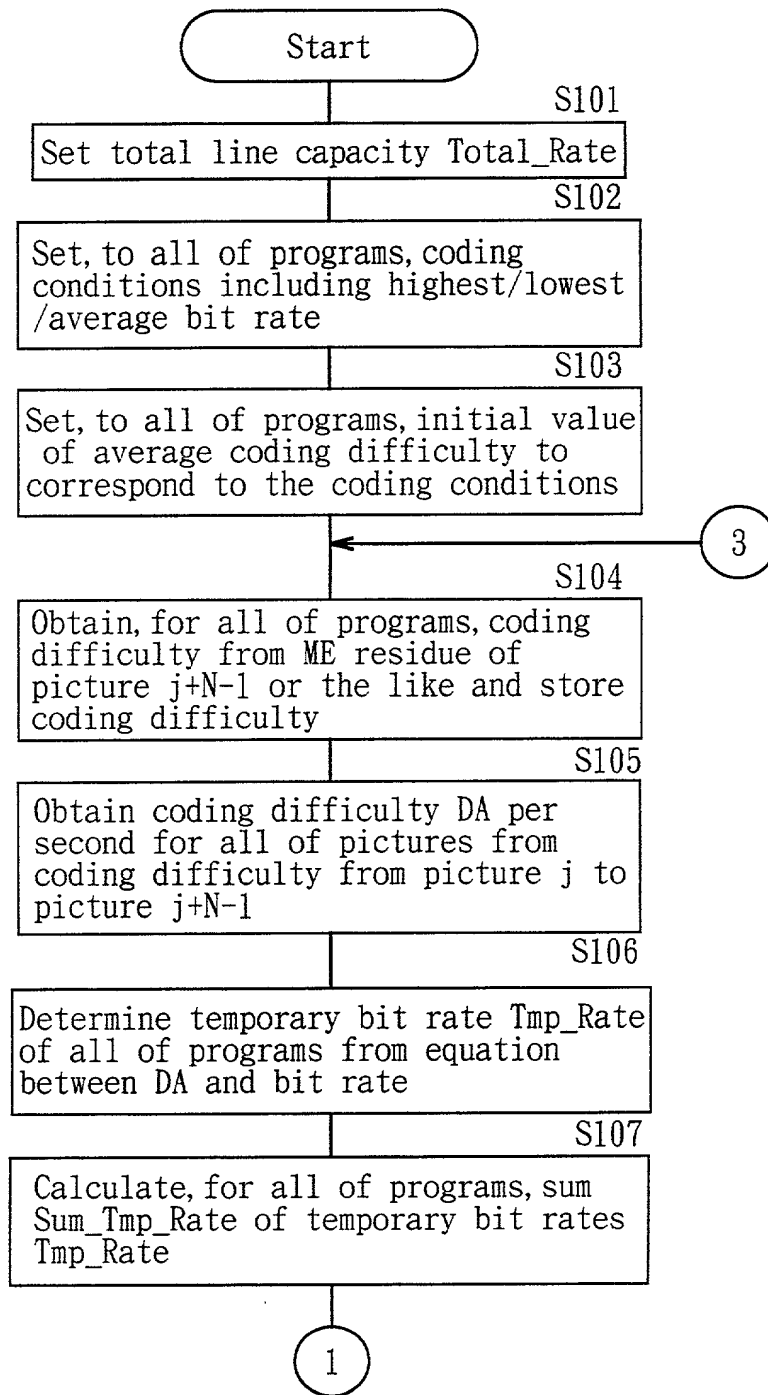 Start
S101
Set total line capacity Total_Rate
S102
Set, to all of programs, coding
conditions including highest/lowest
/average bit rate
S103
Set, to all of programs, initial value
of average coding difficulty to
correspond to the coding conditions
3
S104
Obtain, for all of programs, coding
difficulty from ME residue of
picture j+N-1 or the like and store
coding difficulty
S105
Obtain coding difficulty DA per
second for all of pictures from
coding difficulty from picture j to
picture j+N-1
S106
Determine temporary bit rate Tmp_Rate
of all of programs from equation
between DA and bit rate
S107
Calculate, for all of programs, sum
Sum_Tmp_Rate of temporary bit rates
Tmp_Rate
1